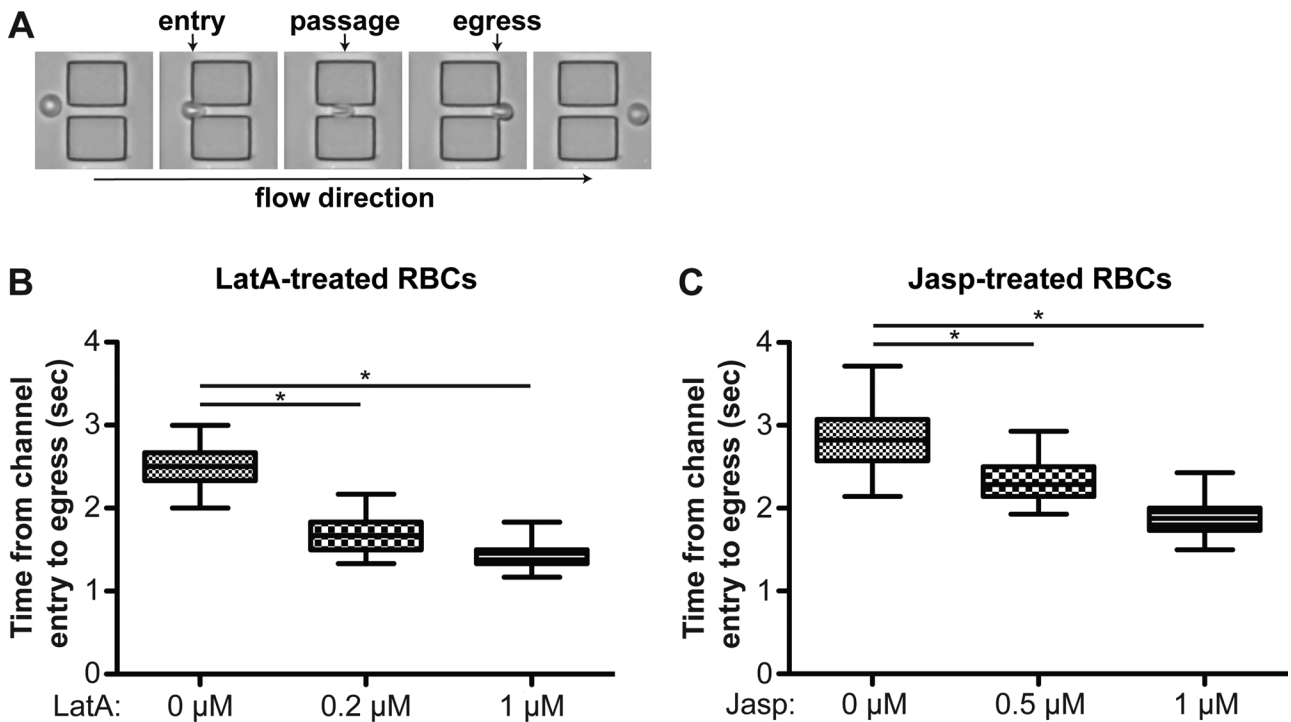 A
entry passage egress
flow direction
B
LatA-treated RBCs
Time from channel
entry to egress (sec)
4
3
2
1
0
* *
LatA: 0 µM 0.2 µM 1 µM
C
Jasp-treated RBCs
Time from channel
entry to egress (sec)
4
3
2
1
0
* *
Jasp: 0 µM 0.5 µM 1 µM